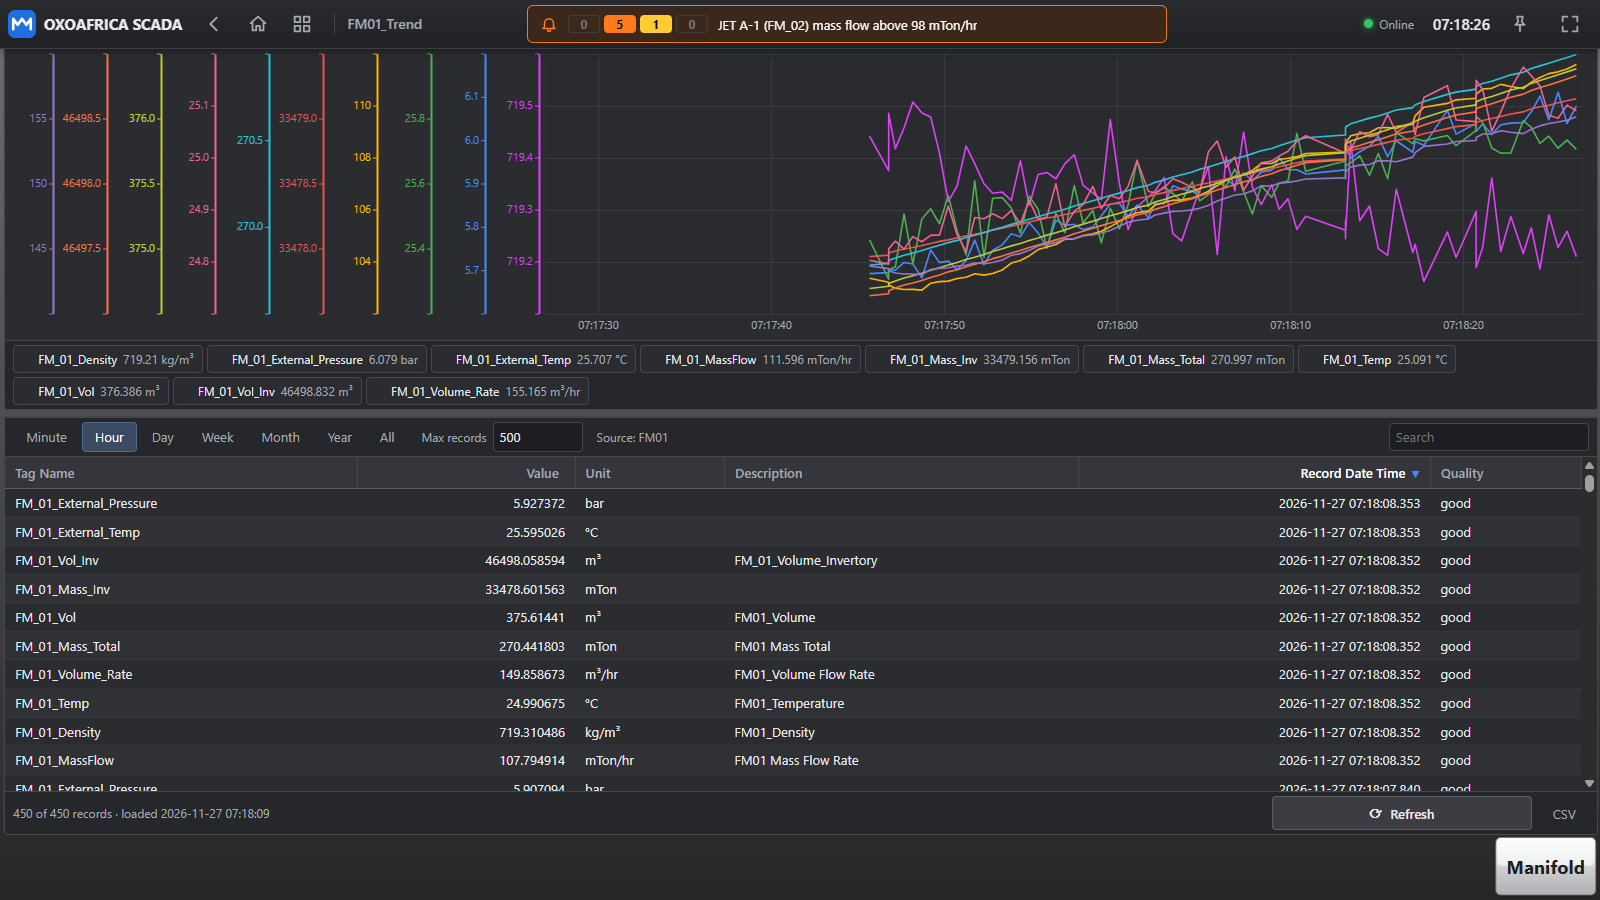 OXOAFRICA SCADA
FM01_Trend
0 5 1 0 JET A-1 (FM_02) mass flow above 98 mTon/hr
Online 07:18:26
155 150 145
46498.5 46498.0 46497.5
376.0 375.5 375.0
25.1 25.0 24.9 24.8
270.5 270.0
33479.0 33478.5 33478.0
110 108 106 104
25.8 25.6 25.4
6.1 6.0 5.9 5.8 5.7
719.5 719.4 719.3 719.2
07:17:30 07:17:40 07:17:50 07:18:00 07:18:10 07:18:20
FM_01_Density 719.21 kg/m³ FM_01_External_Pressure 6.079 bar FM_01_External_Temp 25.707 °C FM_01_MassFlow 111.596 mTon/hr FM_01_Mass_Inv 33479.156 mTon FM_01_Mass_Total 270.997 mTon FM_01_Temp 25.091 °C
FM_01_Vol 376.386 m³ FM_01_Vol_Inv 46498.832 m³ FM_01_Volume_Rate 155.165 m³/hr
Minute Hour Day Week Month Year All Max records 500 Source: FM01 Search
Tag Name Value Unit Description Record Date Time ▼ Quality
FM_01_External_Pressure 5.927372 bar 2026-11-27 07:18:08.353 good
FM_01_External_Temp 25.595026 °C 2026-11-27 07:18:08.353 good
FM_01_Vol_Inv 46498.058594 m³ FM_01_Volume_Invertory 2026-11-27 07:18:08.352 good
FM_01_Mass_Inv 33478.601563 mTon 2026-11-27 07:18:08.352 good
FM_01_Vol 375.61441 m³ FM01_Volume 2026-11-27 07:18:08.352 good
FM_01_Mass_Total 270.441803 mTon FM01 Mass Total 2026-11-27 07:18:08.352 good
FM_01_Volume_Rate 149.858673 m³/hr FM01_Volume Flow Rate 2026-11-27 07:18:08.352 good
FM_01_Temp 24.990675 °C FM01_Temperature 2026-11-27 07:18:08.352 good
FM_01_Density 719.310486 kg/m³ FM01_Density 2026-11-27 07:18:08.352 good
FM_01_MassFlow 107.794914 mTon/hr FM01 Mass Flow Rate 2026-11-27 07:18:08.352 good
FM_01_External_Pressure 5.907094 bar 2026-11-27 07:18:07.840 good
450 of 450 records · loaded 2026-11-27 07:18:09 Refresh CSV
Manifold